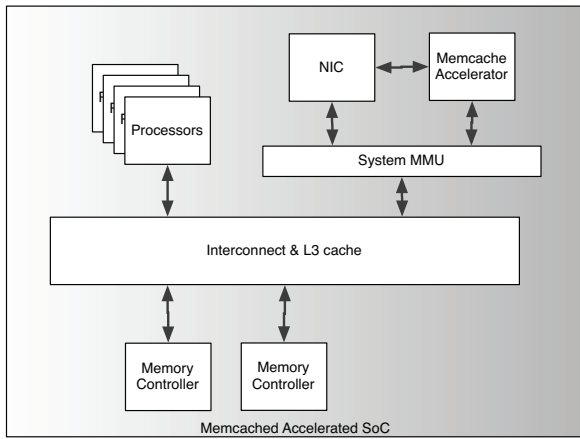 NIC
Memcache
Accelerator
Processors
System MMU
Interconnect & L3 cache
Memory
Controller
Memory
Controller
Memcached Accelerated SoC